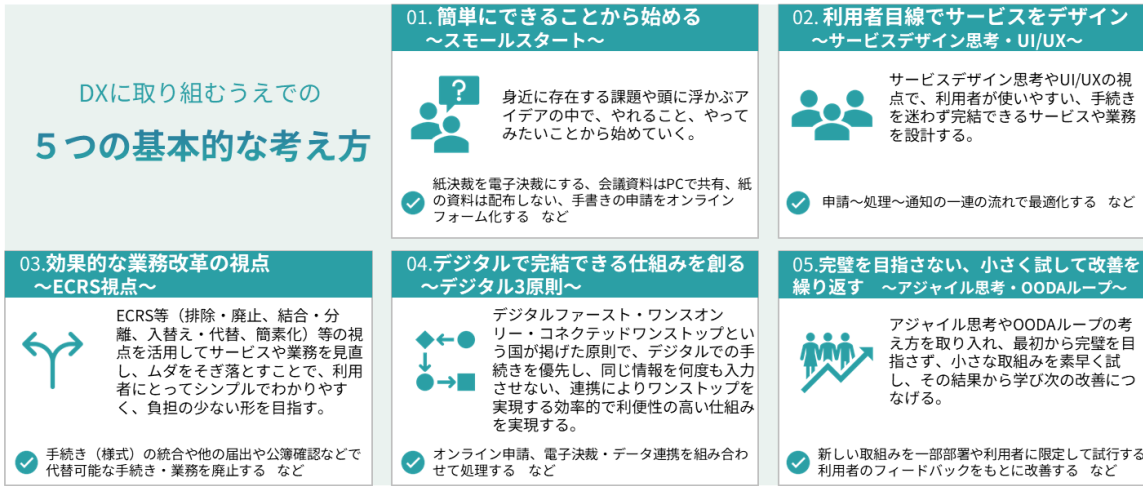 DXに取り組むうえでの
５つの基本的な考え方
01. 簡単にできることから始める
～スモールスタート～
?
身近に存在する課題や頭に浮かぶア
イデアの中で、やれること、やって
みたいことから始めていく。
紙決裁を電子決裁にする、会議資料はPCで共有、紙
の資料は配布しない、手書きの申請をオンライン
フォーム化する　など
02. 利用者目線でサービスをデザイン
～サービスデザイン思考・UI/UX～
サービスデザイン思考やUI/UXの視
点で、利用者が使いやすい、手続き
を迷わず完結できるサービスや業務
を設計する。
申請～処理～通知の一連の流れで最適化する　など
03.効果的な業務改革の視点
～ECRS視点～
ECRS等（排除・廃止、結合・分
離、入替え・代替、簡素化）等の視
点を活用してサービスや業務を見直
し、ムダをそぎ落とすことで、利用
者にとってシンプルでわかりやす
く、負担の少ない形を目指す。
手続き（様式）の統合や他の届出や公簿確認などで
代替可能な手続き・業務を廃止する　など
04.デジタルで完結できる仕組みを創る
～デジタル3原則～
デジタルファースト・ワンスオン
リー・コネクテッドワンストップとい
う国が掲げた原則で、デジタルでの手
続きを優先し、同じ情報を何度も入力
させない、連携によりワンストップを
実現する効率的で利便性の高い仕組み
を実現する。
オンライン申請、電子決裁・データ連携を組み合わ
せて処理する　など
05.完璧を目指さない、小さく試して改善を
繰り返す　～アジャイル思考・OODAループ～
アジャイル思考やOODAループの考
え方を取り入れ、最初から完璧を目
指さず、小さな取組みを素早く試
し、その結果から学び次の改善につ
なげる。
新しい取組みを一部部署や利用者に限定して試行する
利用者のフィードバックをもとに改善する　など